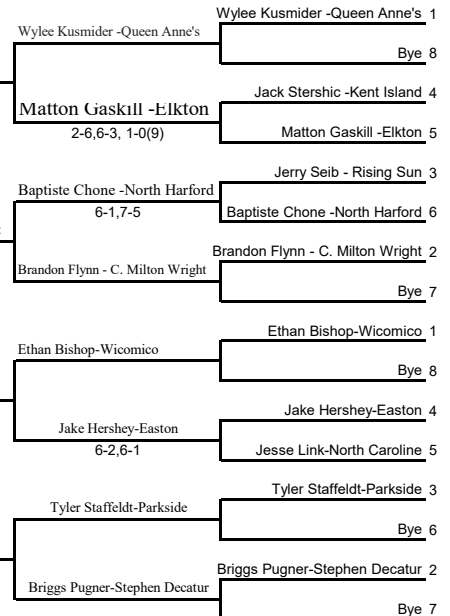 Wylee Kusmider -Queen Anne's 1
Wylee Kusmider -Queen Anne's
Bye 8
Jack Stershic -Kent Island 4
Matton Gaskill -Elkton
2-6,6-3, 1-0(9)
Matton Gaskill -Elkton 5
Jerry Seib - Rising Sun 3
Baptiste Chone -North Harford
6-1,7-5
Baptiste Chone -North Harford 6
Brandon Flynn - C. Milton Wright 2
Brandon Flynn - C. Milton Wright
Bye 7
Ethan Bishop-Wicomico 1
Ethan Bishop-Wicomico
Bye 8
Jake Hershey-Easton 4
Jake Hershey-Easton
6-2,6-1
Jesse Link-North Caroline 5
Tyler Staffeldt-Parkside 3
Tyler Staffeldt-Parkside
Bye 6
Briggs Pugner-Stephen Decatur 2
Briggs Pugner-Stephen Decatur
Bye 7